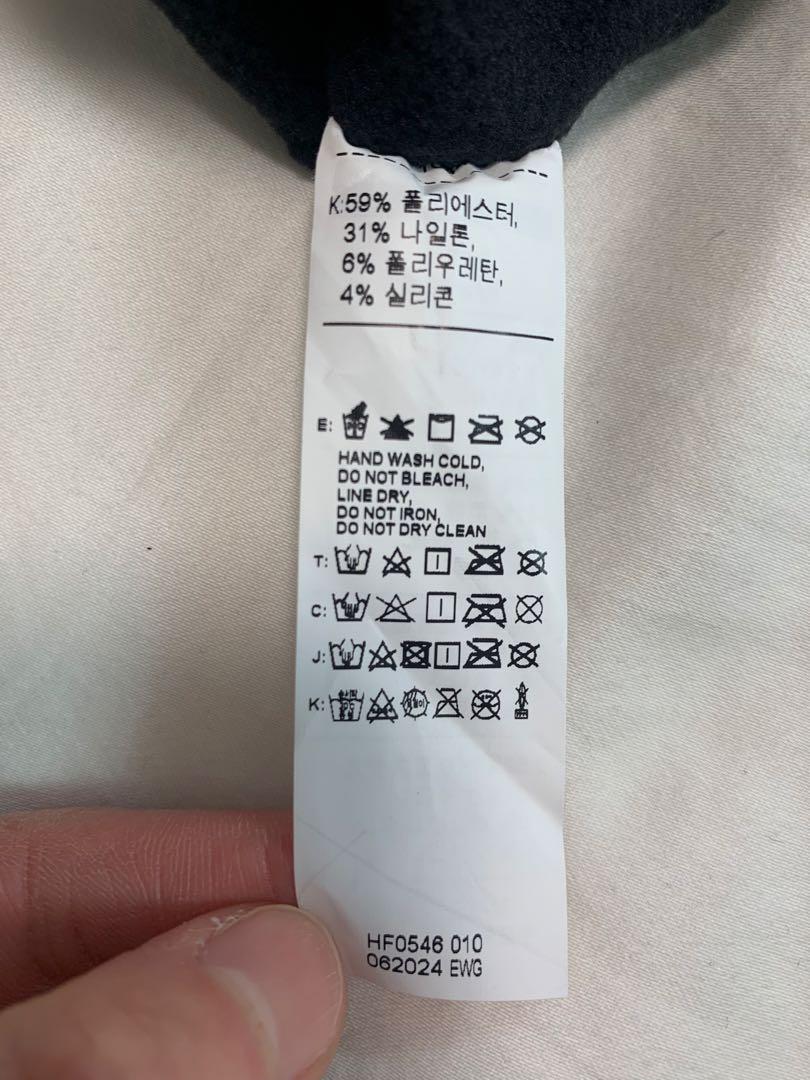 K:59% 폴리에스터,
31% 나일론,
6% 폴리우레탄,
4% 실리콘
E:
HAND WASH COLD,
DO NOT BLEACH,
LINE DRY,
DO NOT IRON,
DO NOT DRY CLEAN
T:
C:
J:
K:
HF0546 010
062024 EWG